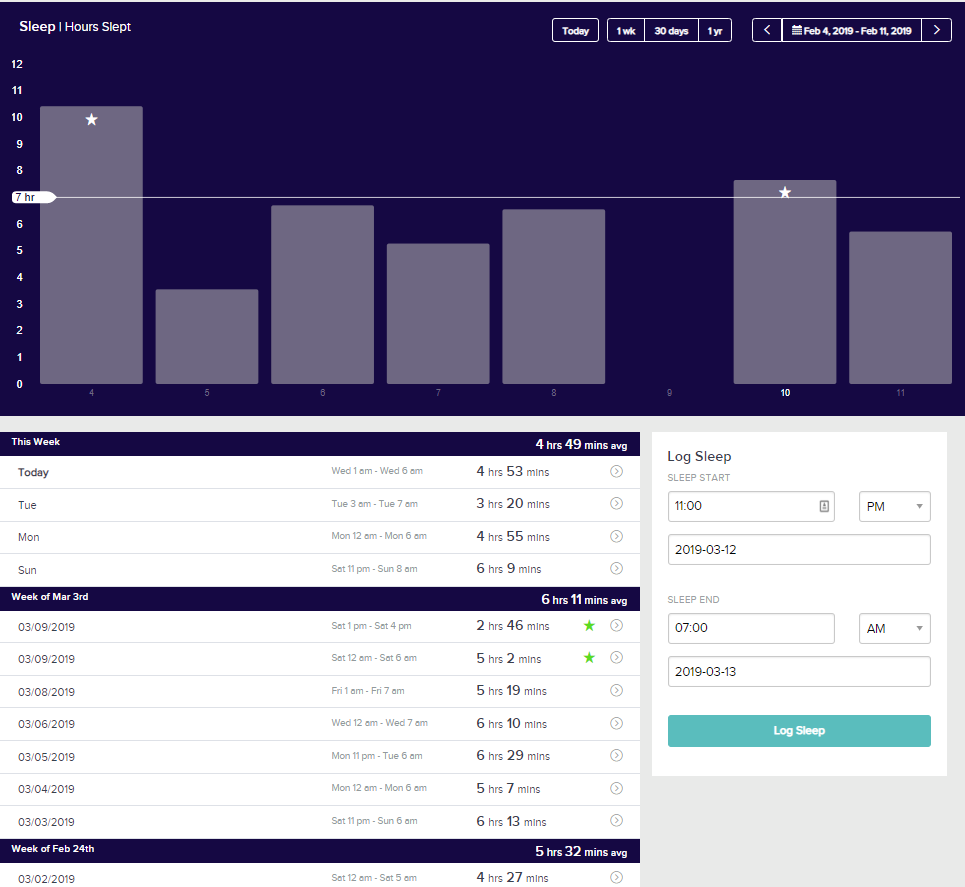 Sleep | Hours Slept
Today 1 wk 30 days 1 yr < Feb 4, 2019 - Feb 11, 2019 >
12
11
10
9
8
7 hr
6
5
4
3
2
1
0
4 5 6 7 8 9 10 11
This Week 4 hrs 49 mins avg
Today Wed 1 am - Wed 6 am 4 hrs 53 mins
Tue Tue 3 am - Tue 7 am 3 hrs 20 mins
Mon Mon 12 am - Mon 6 am 4 hrs 55 mins
Sun Sat 11 pm - Sun 8 am 6 hrs 9 mins
Week of Mar 3rd 6 hrs 11 mins avg
03/09/2019 Sat 1 pm - Sat 4 pm 2 hrs 46 mins
03/09/2019 Sat 12 am - Sat 6 am 5 hrs 2 mins
03/08/2019 Fri 1 am - Fri 7 am 5 hrs 19 mins
03/06/2019 Wed 12 am - Wed 7 am 6 hrs 10 mins
03/05/2019 Mon 11 pm - Tue 6 am 6 hrs 29 mins
03/04/2019 Mon 12 am - Mon 6 am 5 hrs 7 mins
03/03/2019 Sat 11 pm - Sun 6 am 6 hrs 13 mins
Week of Feb 24th 5 hrs 32 mins avg
03/02/2019 Sat 12 am - Sat 5 am 4 hrs 27 mins
Log Sleep
SLEEP START
11:00 PM
2019-03-12
SLEEP END
07:00 AM
2019-03-13
Log Sleep